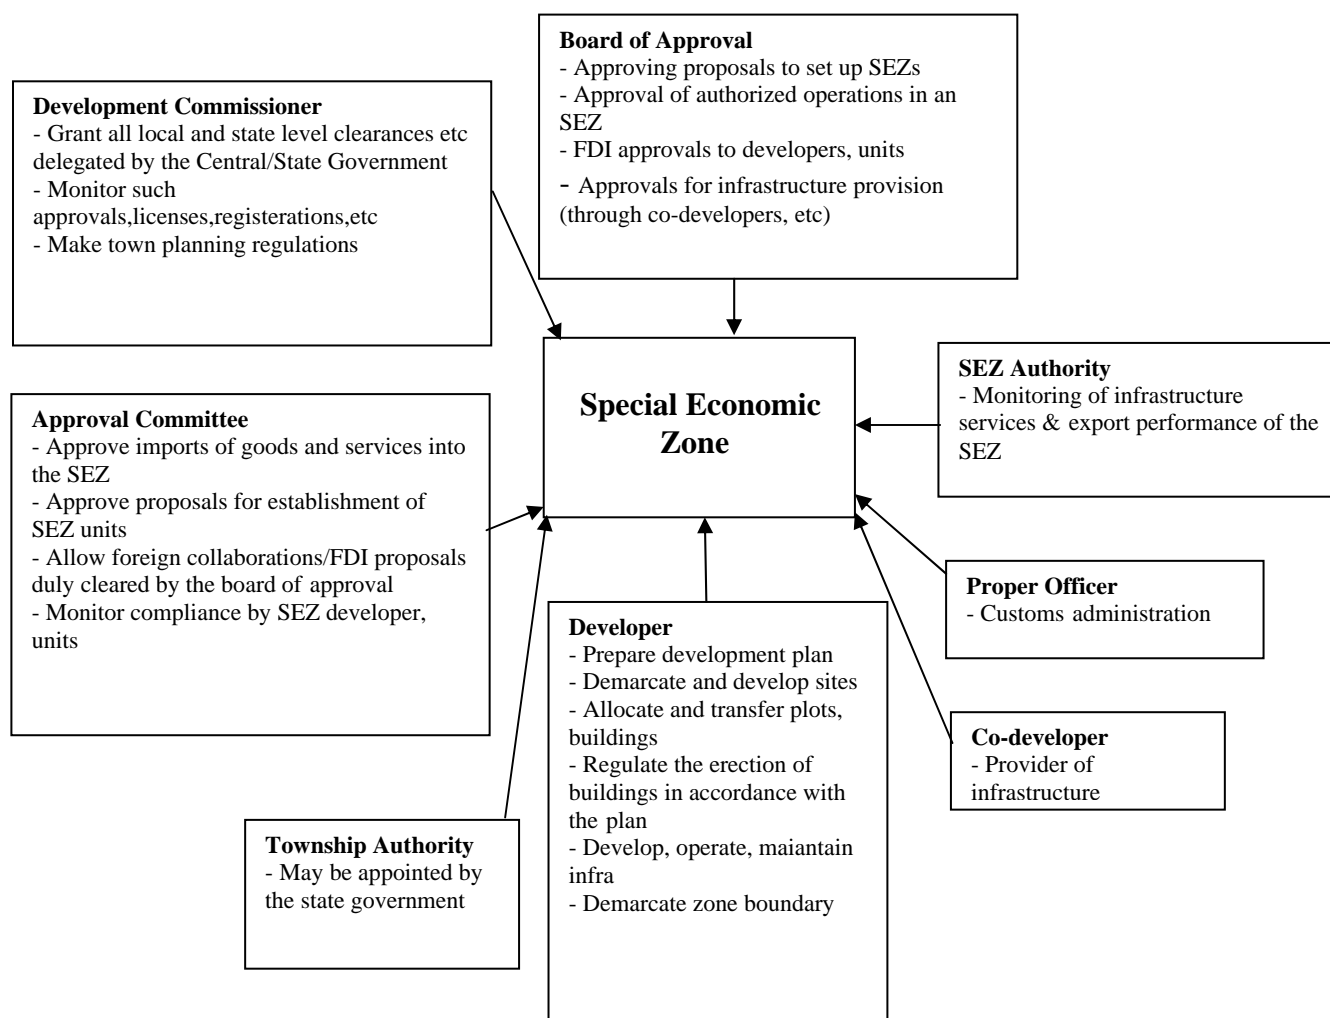 Board of Approval
- Approving proposals to set up SEZs
- Approval of authorized operations in an
SEZ
- FDI approvals to developers, units
- Approvals for infrastructure provision
(through co-developers, etc)
Development Commissioner
- Grant all local and state level clearances etc
delegated by the Central/State Government
- Monitor such
approvals,licenses,registerations,etc
- Make town planning regulations
Special Economic
Zone
SEZ Authority
- Monitoring of infrastructure
services & export performance of the
SEZ
Approval Committee
- Approve imports of goods and services into
the SEZ
- Approve proposals for establishment of
SEZ units
- Allow foreign collaborations/FDI proposals
duly cleared by the board of approval
- Monitor compliance by SEZ developer,
units
Proper Officer
- Customs administration
Developer
- Prepare development plan
- Demarcate and develop sites
- Allocate and transfer plots,
buildings
- Regulate the erection of
buildings in accordance with
the plan
- Develop, operate, maiantain
infra
- Demarcate zone boundary
Co-developer
- Provider of
infrastructure
Township Authority
- May be appointed by
the state government